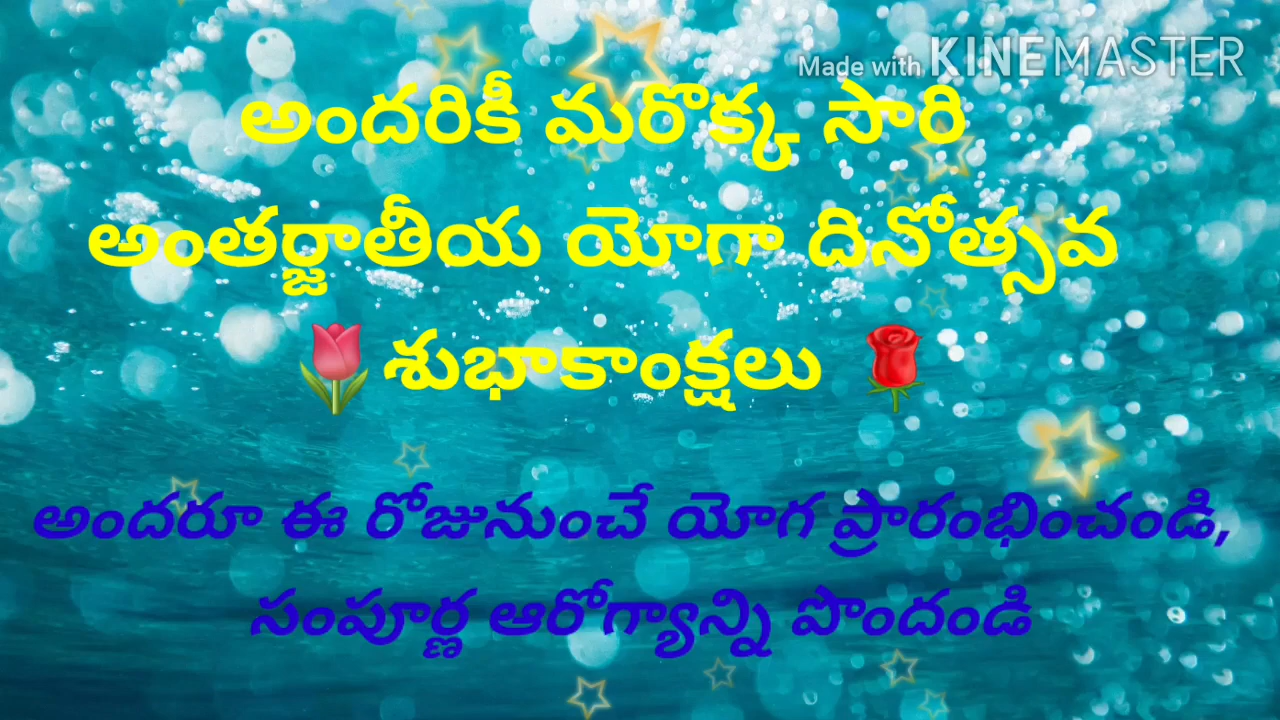 Made with KINEMASTER
అందరికీ మరొక్క సారి
అంతర్జాతీయ యోగా దినోత్సవ
🌷శుభాకాంక్షలు 🌹
అందరూ ఈ రోజునుంచే యోగ ప్రారంభించండి,
సంపూర్ణ ఆరోగ్యాన్ని పొందండి